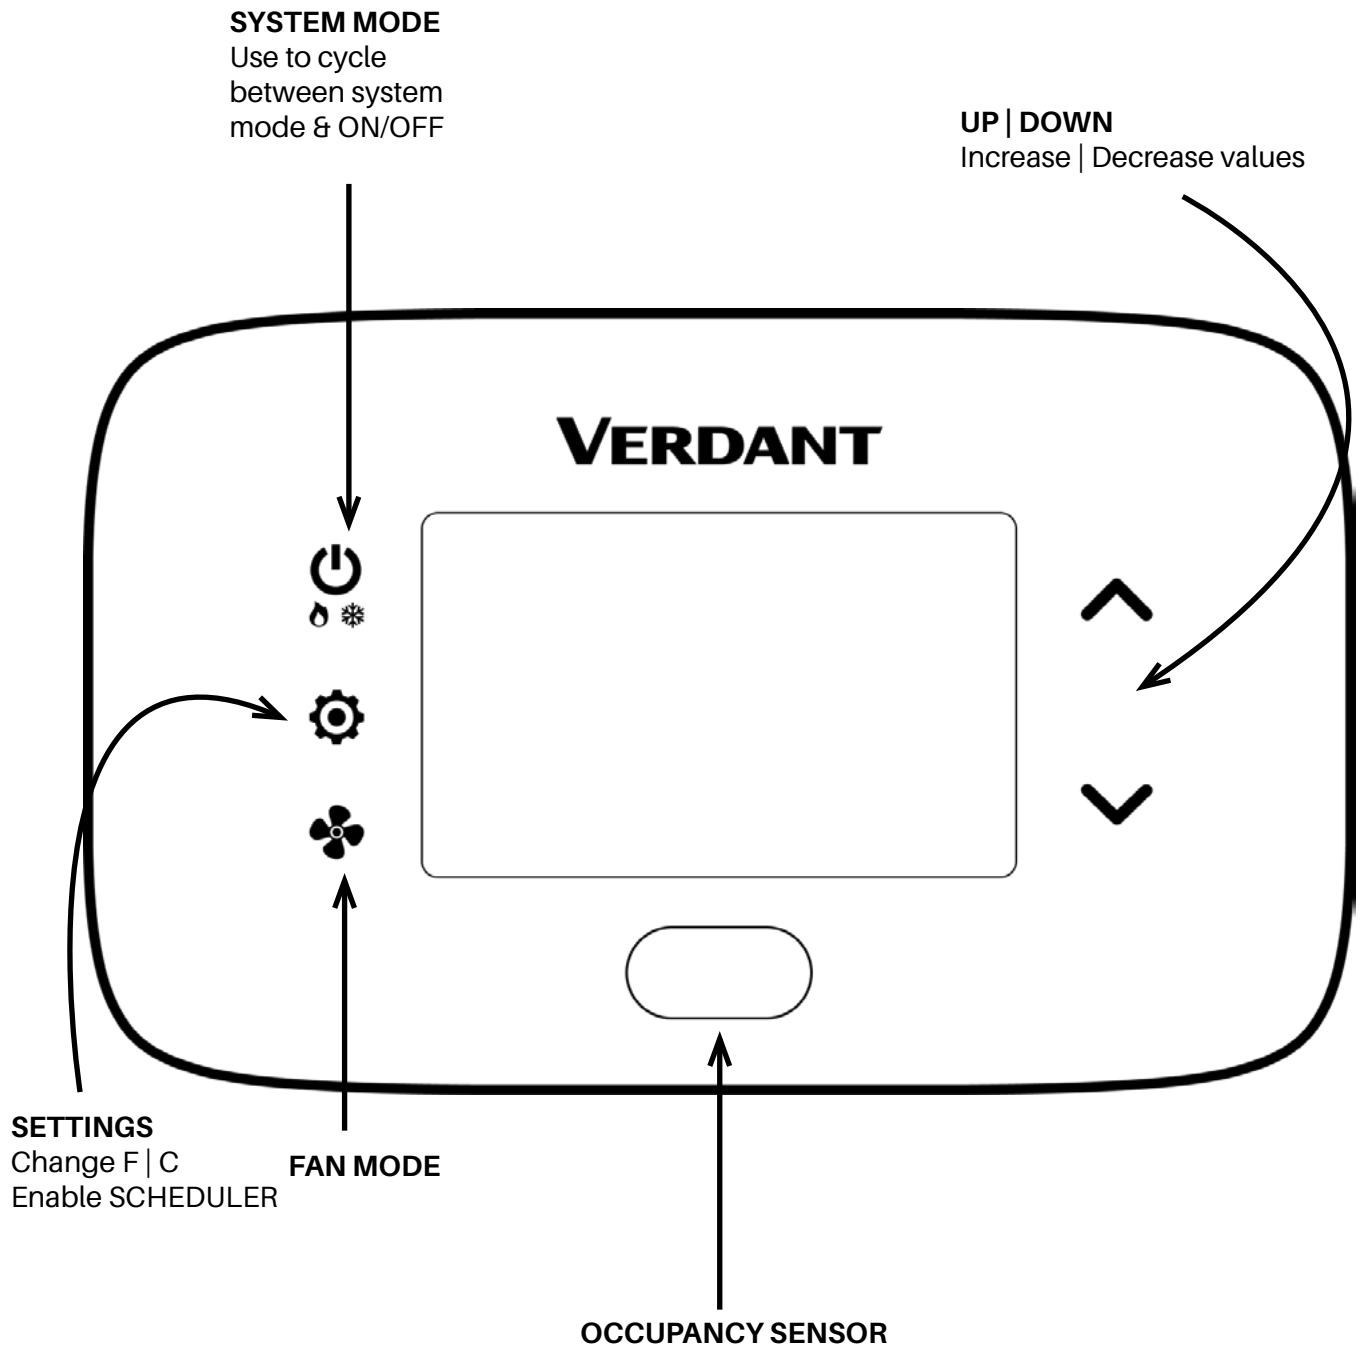 SYSTEM MODE
Use to cycle
between system
mode & ON/OFF
UP | DOWN
Increase | Decrease values
VERDANT
SETTINGS
Change F | C
Enable SCHEDULER
FAN MODE
OCCUPANCY SENSOR